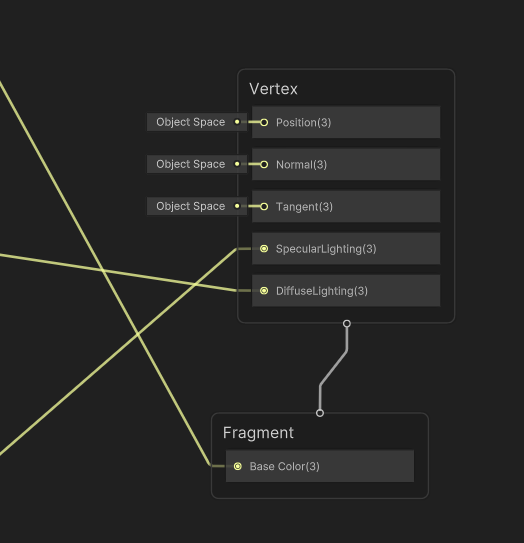 Vertex
Object Space Position(3)
Object Space Normal(3)
Object Space Tangent(3)
SpecularLighting(3)
DiffuseLighting(3)
Fragment
Base Color(3)